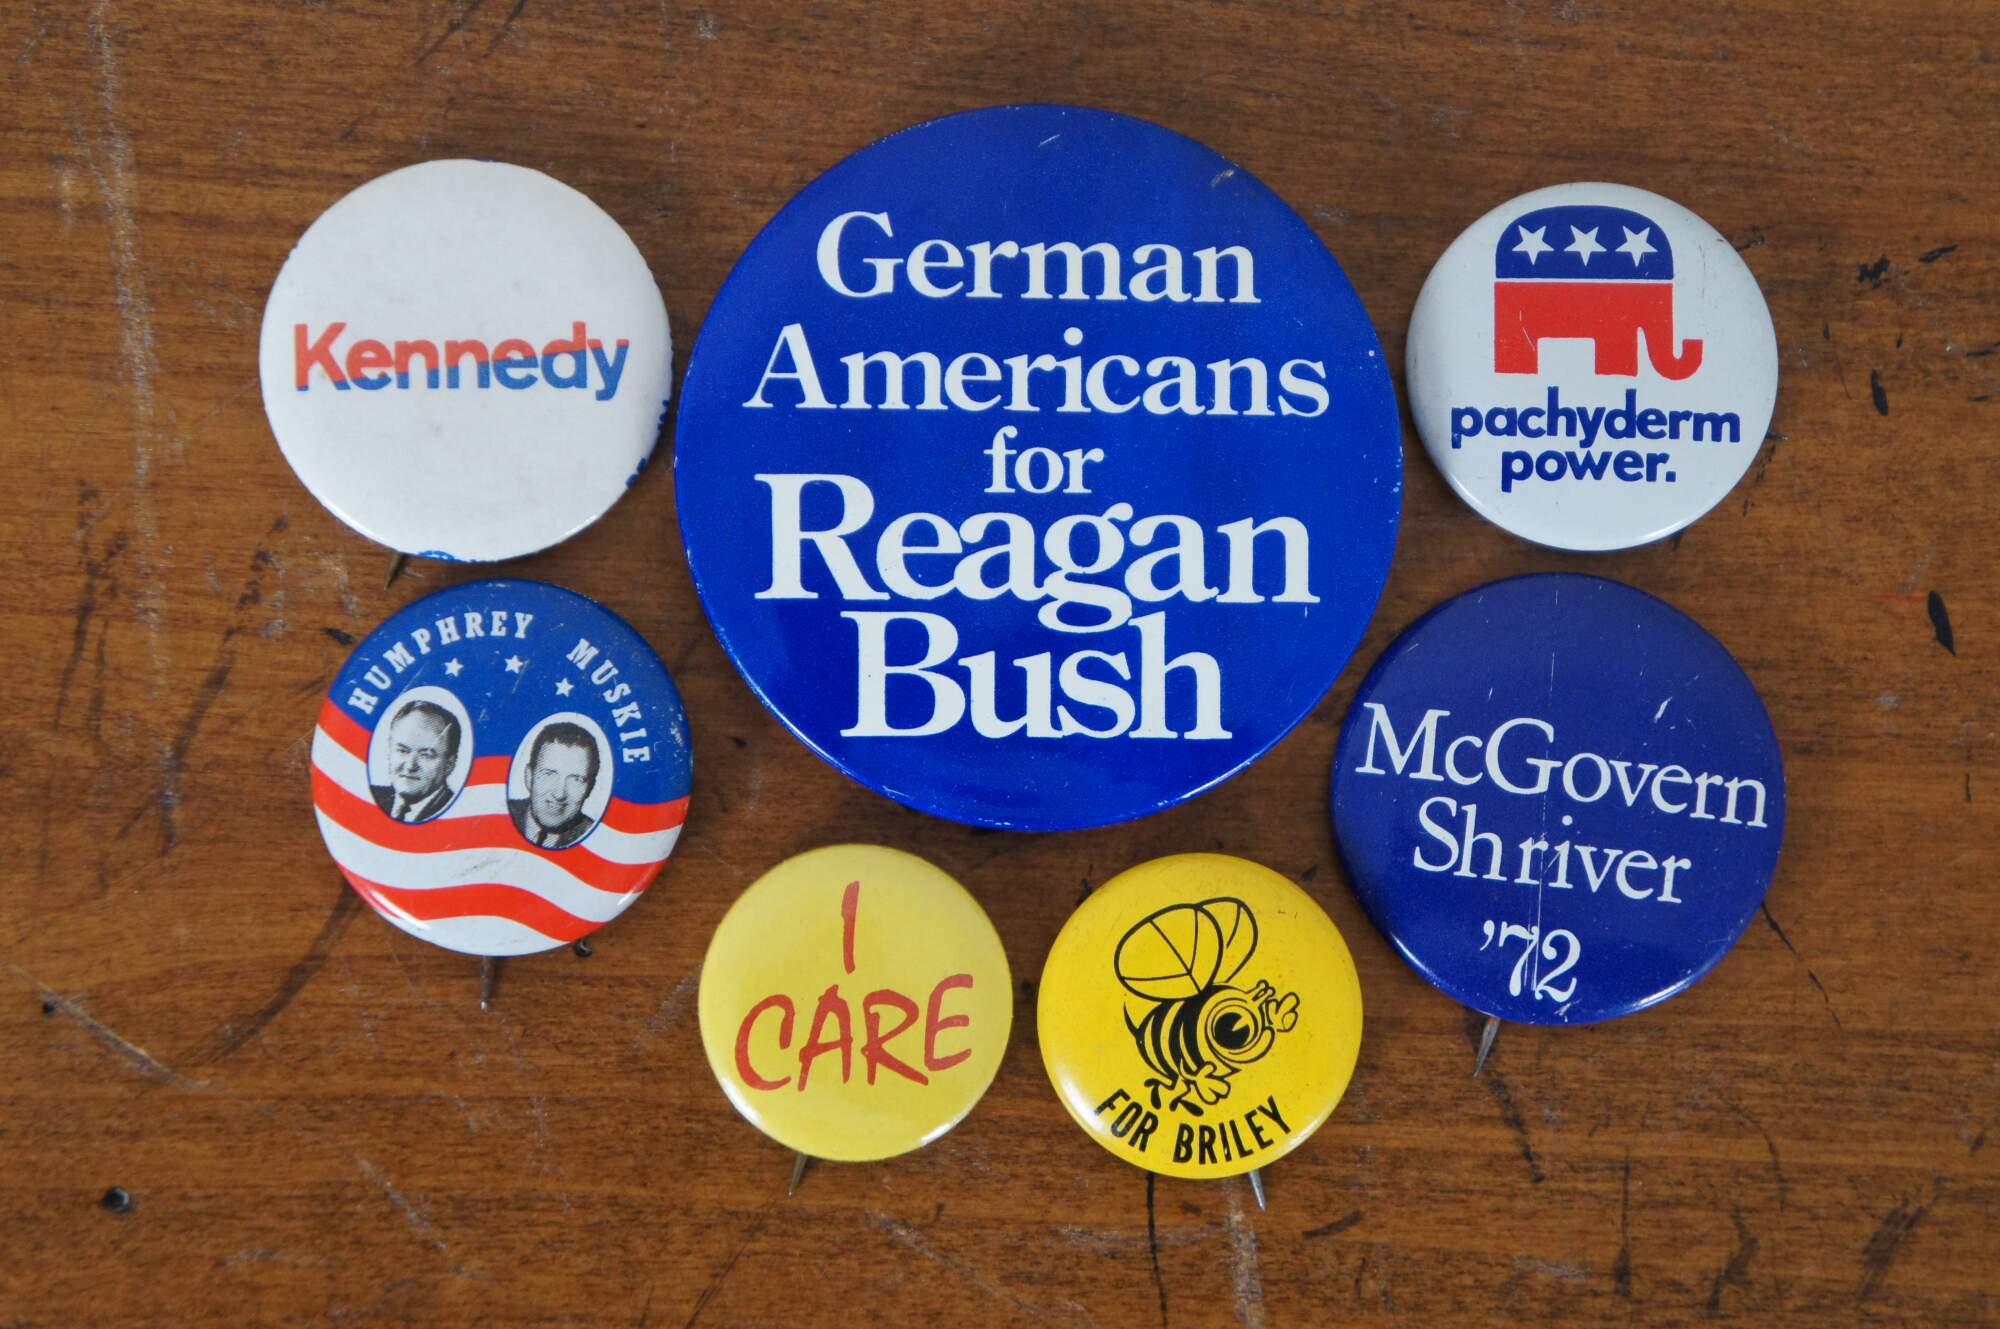 Kennedy
German
Americans
for
Reagan
Bush
pachyderm
power.
HUMPHREY MUSKIE
McGovern
Shriver
'72
I
CARE
FOR BRILEY